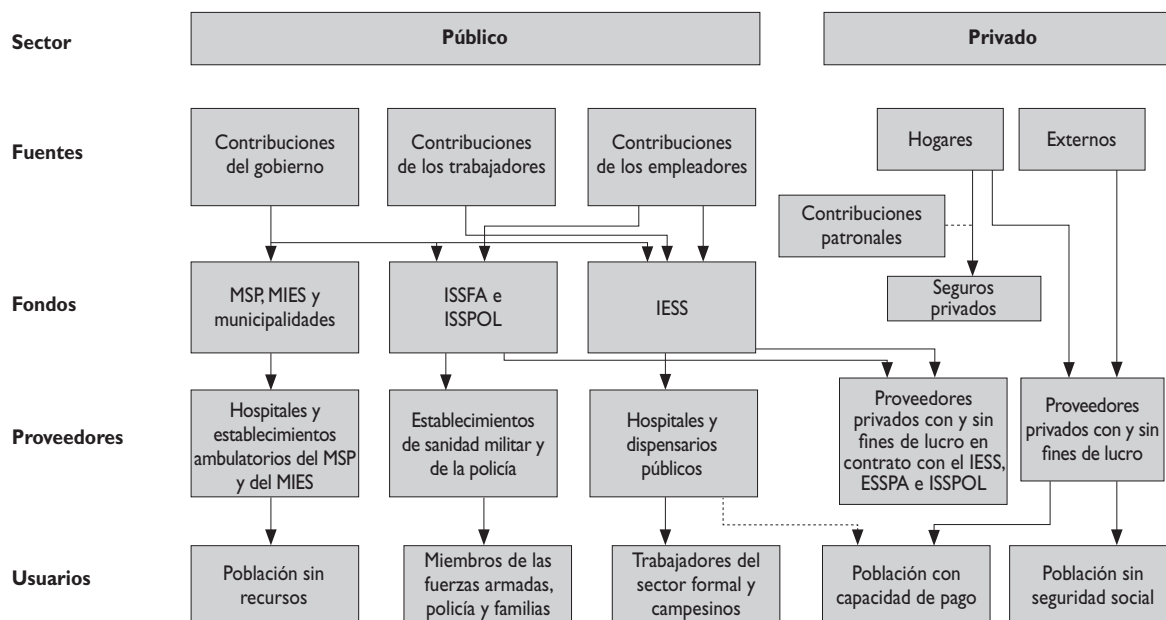 Sector
Público
Privado
Fuentes
Contribuciones
del gobierno
Contribuciones
de los trabajadores
Contribuciones
de los empleadores
Hogares
Externos
Contribuciones
patronales
Fondos
MSP, MIES y
municipalidades
ISSFA e
ISSPOL
IESS
Seguros
privados
Proveedores
Hospitales y
establecimientos
ambulatorios del MSP
y del MIES
Establecimientos
de sanidad militar y
de la policía
Hospitales y
dispensarios
públicos
Proveedores
privados con y sin
fines de lucro en
contrato con el IESS,
ESSPA e ISSPOL
Proveedores
privados con y sin
fines de lucro
Usuarios
Población sin
recursos
Miembros de las
fuerzas armadas,
policía y familias
Trabajadores del
sector formal y
campesinos
Población con
capacidad de pago
Población sin
seguridad social